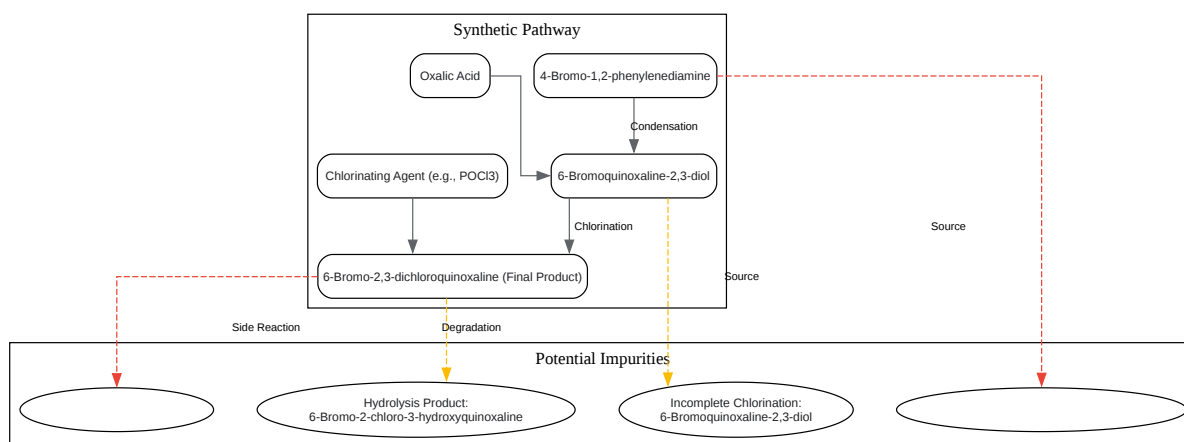 Synthetic Pathway
Oxalic Acid
4-Bromo-1,2-phenylenediamine
Condensation
Chlorinating Agent (e.g., POCl3)
6-Bromoquinoxaline-2,3-diol
Chlorination
Source
6-Bromo-2,3-dichloroquinoxaline (Final Product)
Source
Side Reaction
Degradation
Potential Impurities
Hydrolysis Product:
6-Bromo-2-chloro-3-hydroxyquinoxaline
Incomplete Chlorination:
6-Bromoquinoxaline-2,3-diol